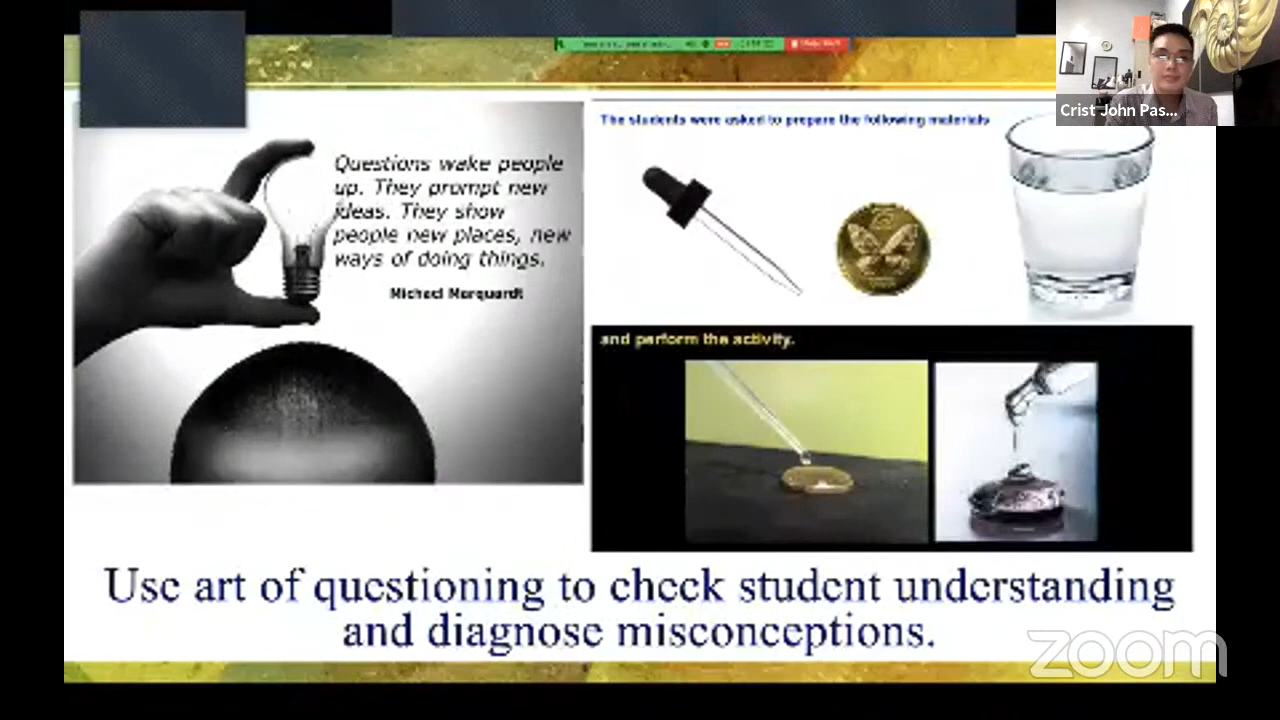 Crist John Pas...
Questions wake people
up. They prompt new
ideas. They show
people new places, new
ways of doing things.
Michael Marquardt
The students were asked to prepare the following materials
and perform the activity.
Use art of questioning to check student understanding
and diagnose misconceptions.
zoom